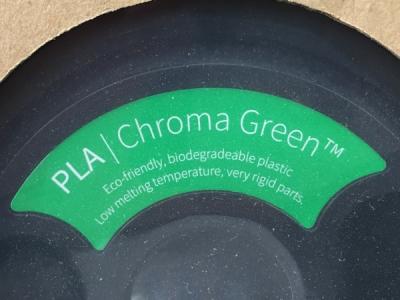 PLA | Chroma Green™
Eco-friendly, biodegradeable plastic
Low melting temperature, very rigid parts.